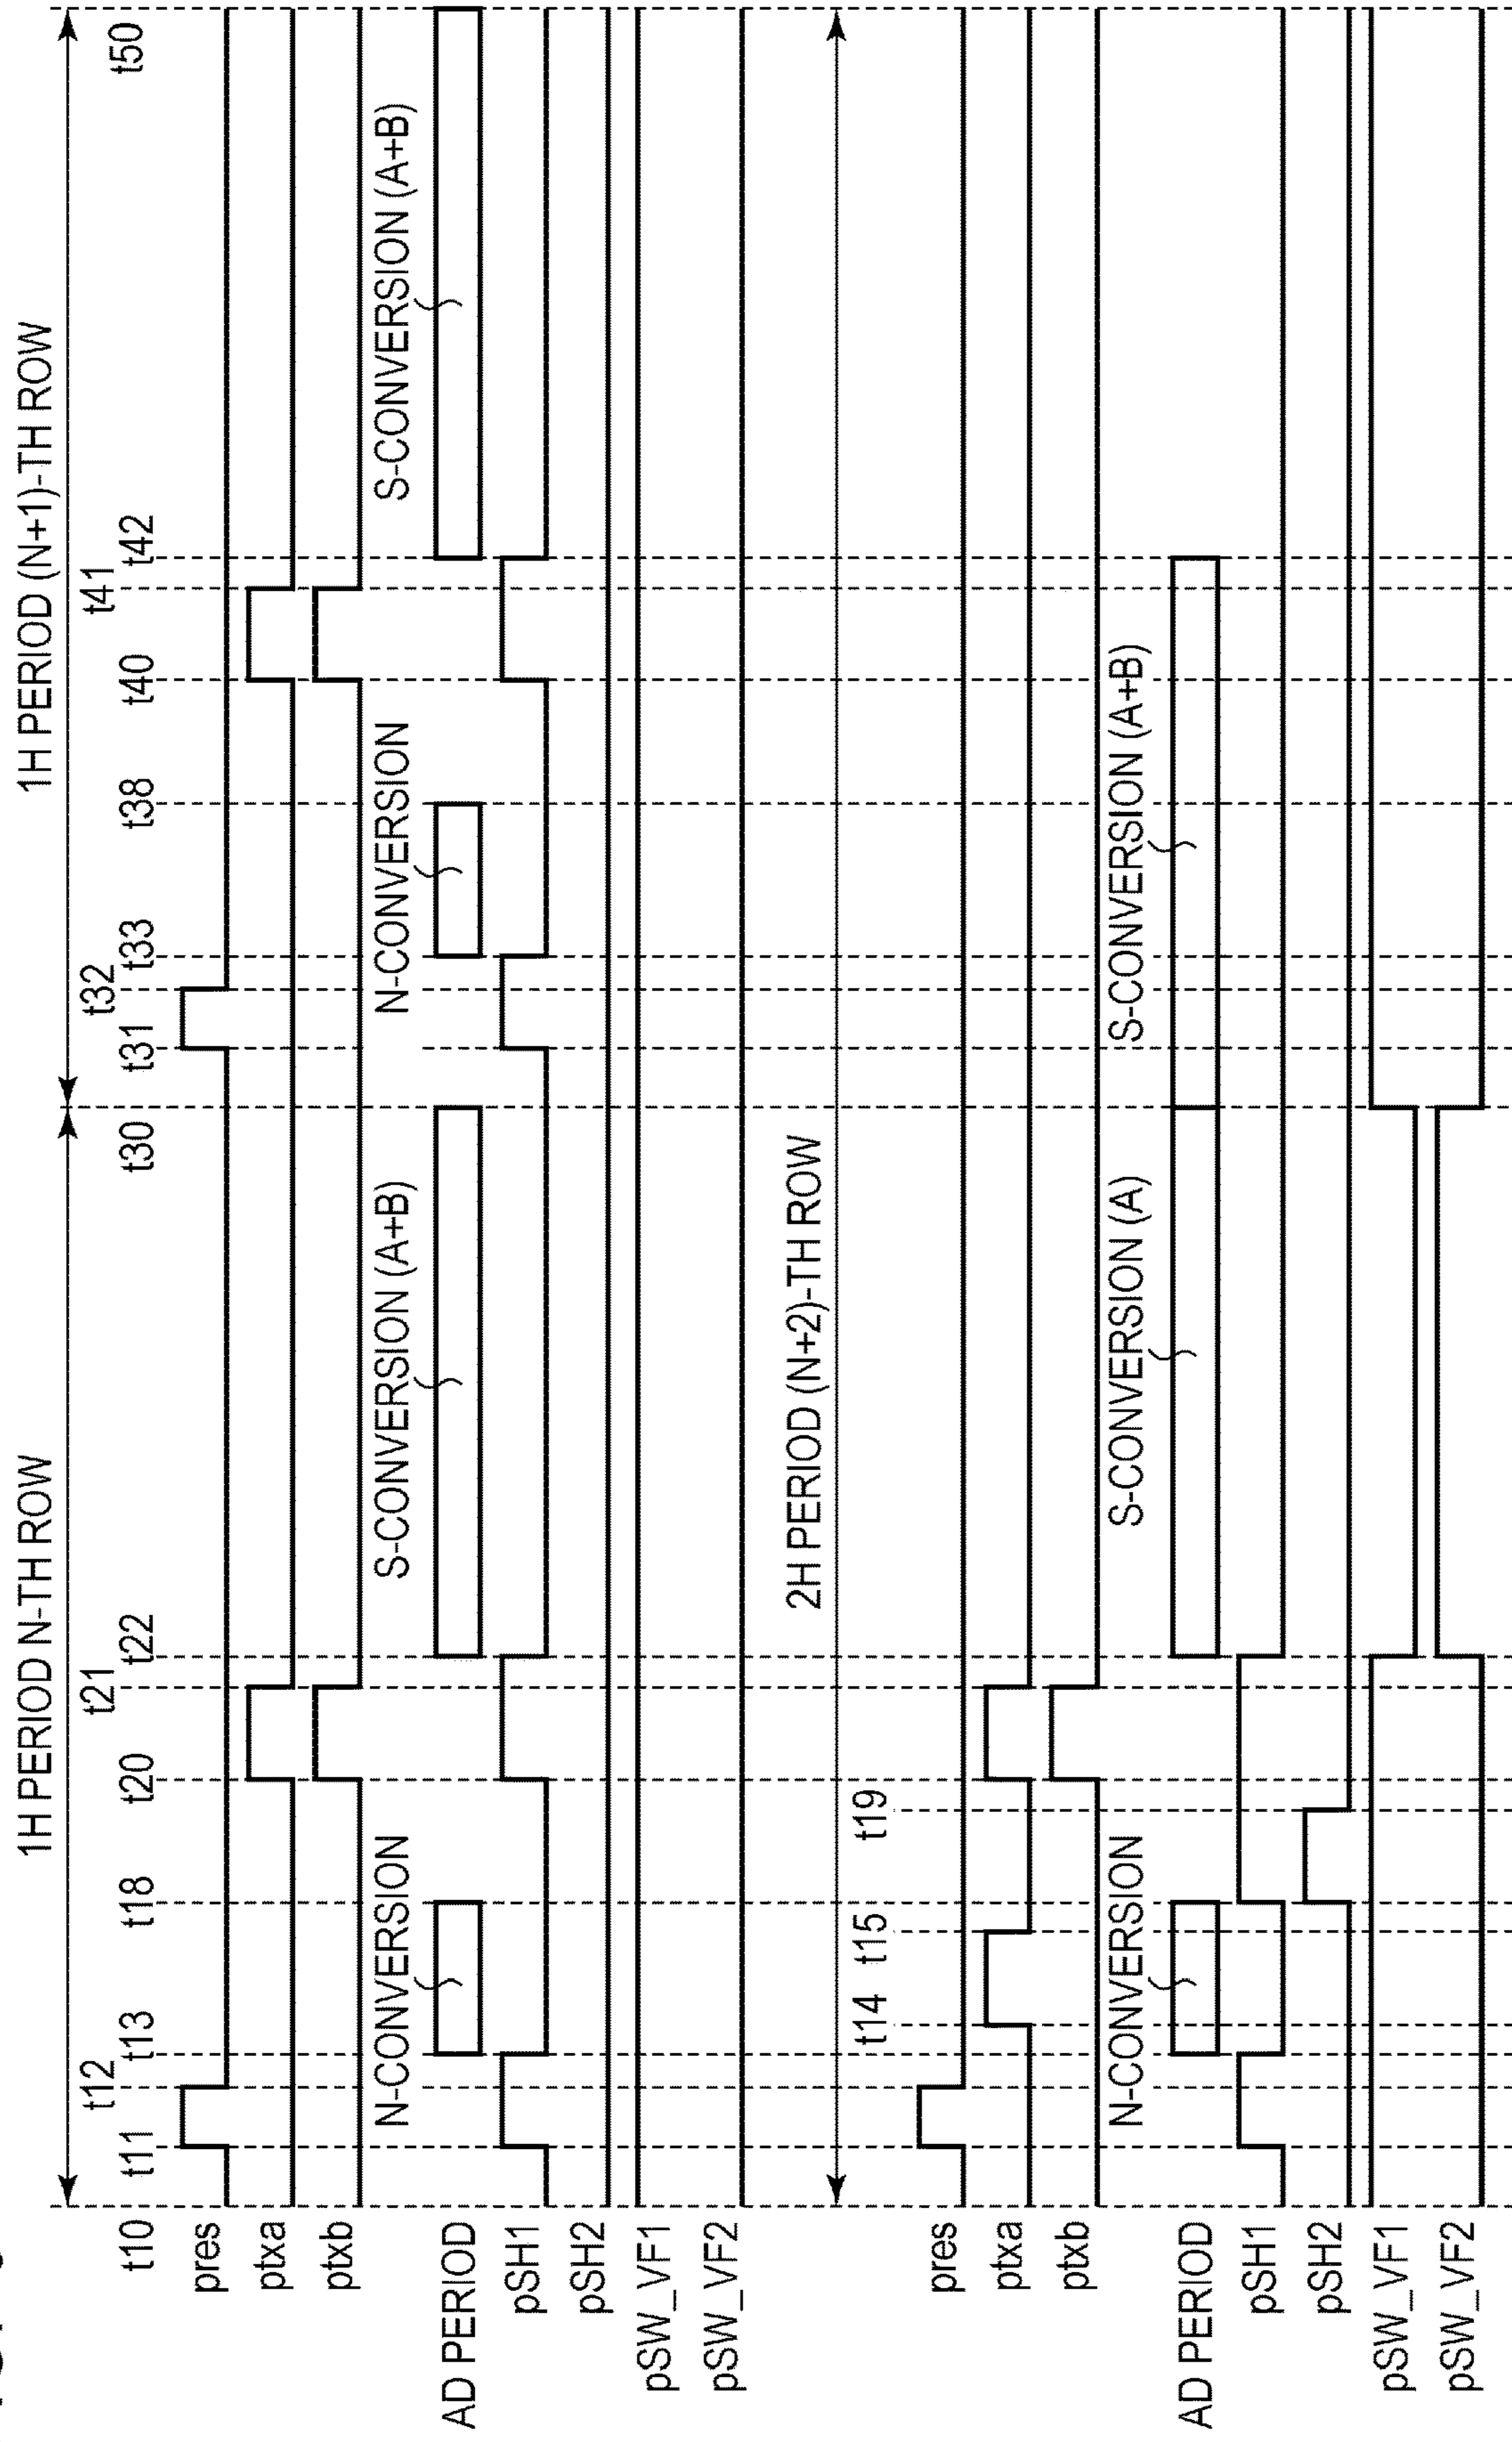 1H PERIOD N-TH ROW
1H PERIOD (N+1)-TH ROW
t10 t11 t12 t13 t18 t20 t21 t22 t30 t31 t32 t33 t38 t40 t41 t42 t50
pres
ptxa
ptxb
N-CONVERSION S-CONVERSION (A+B) N-CONVERSION S-CONVERSION (A+B)
AD PERIOD
pSH1
pSH2
pSW_VF1
pSW_VF2
2H PERIOD (N+2)-TH ROW
t14 t15 t19
pres
ptxa
ptxb
N-CONVERSION S-CONVERSION (A) S-CONVERSION (A+B)
AD PERIOD
pSH1
pSH2
pSW_VF1
pSW_VF2